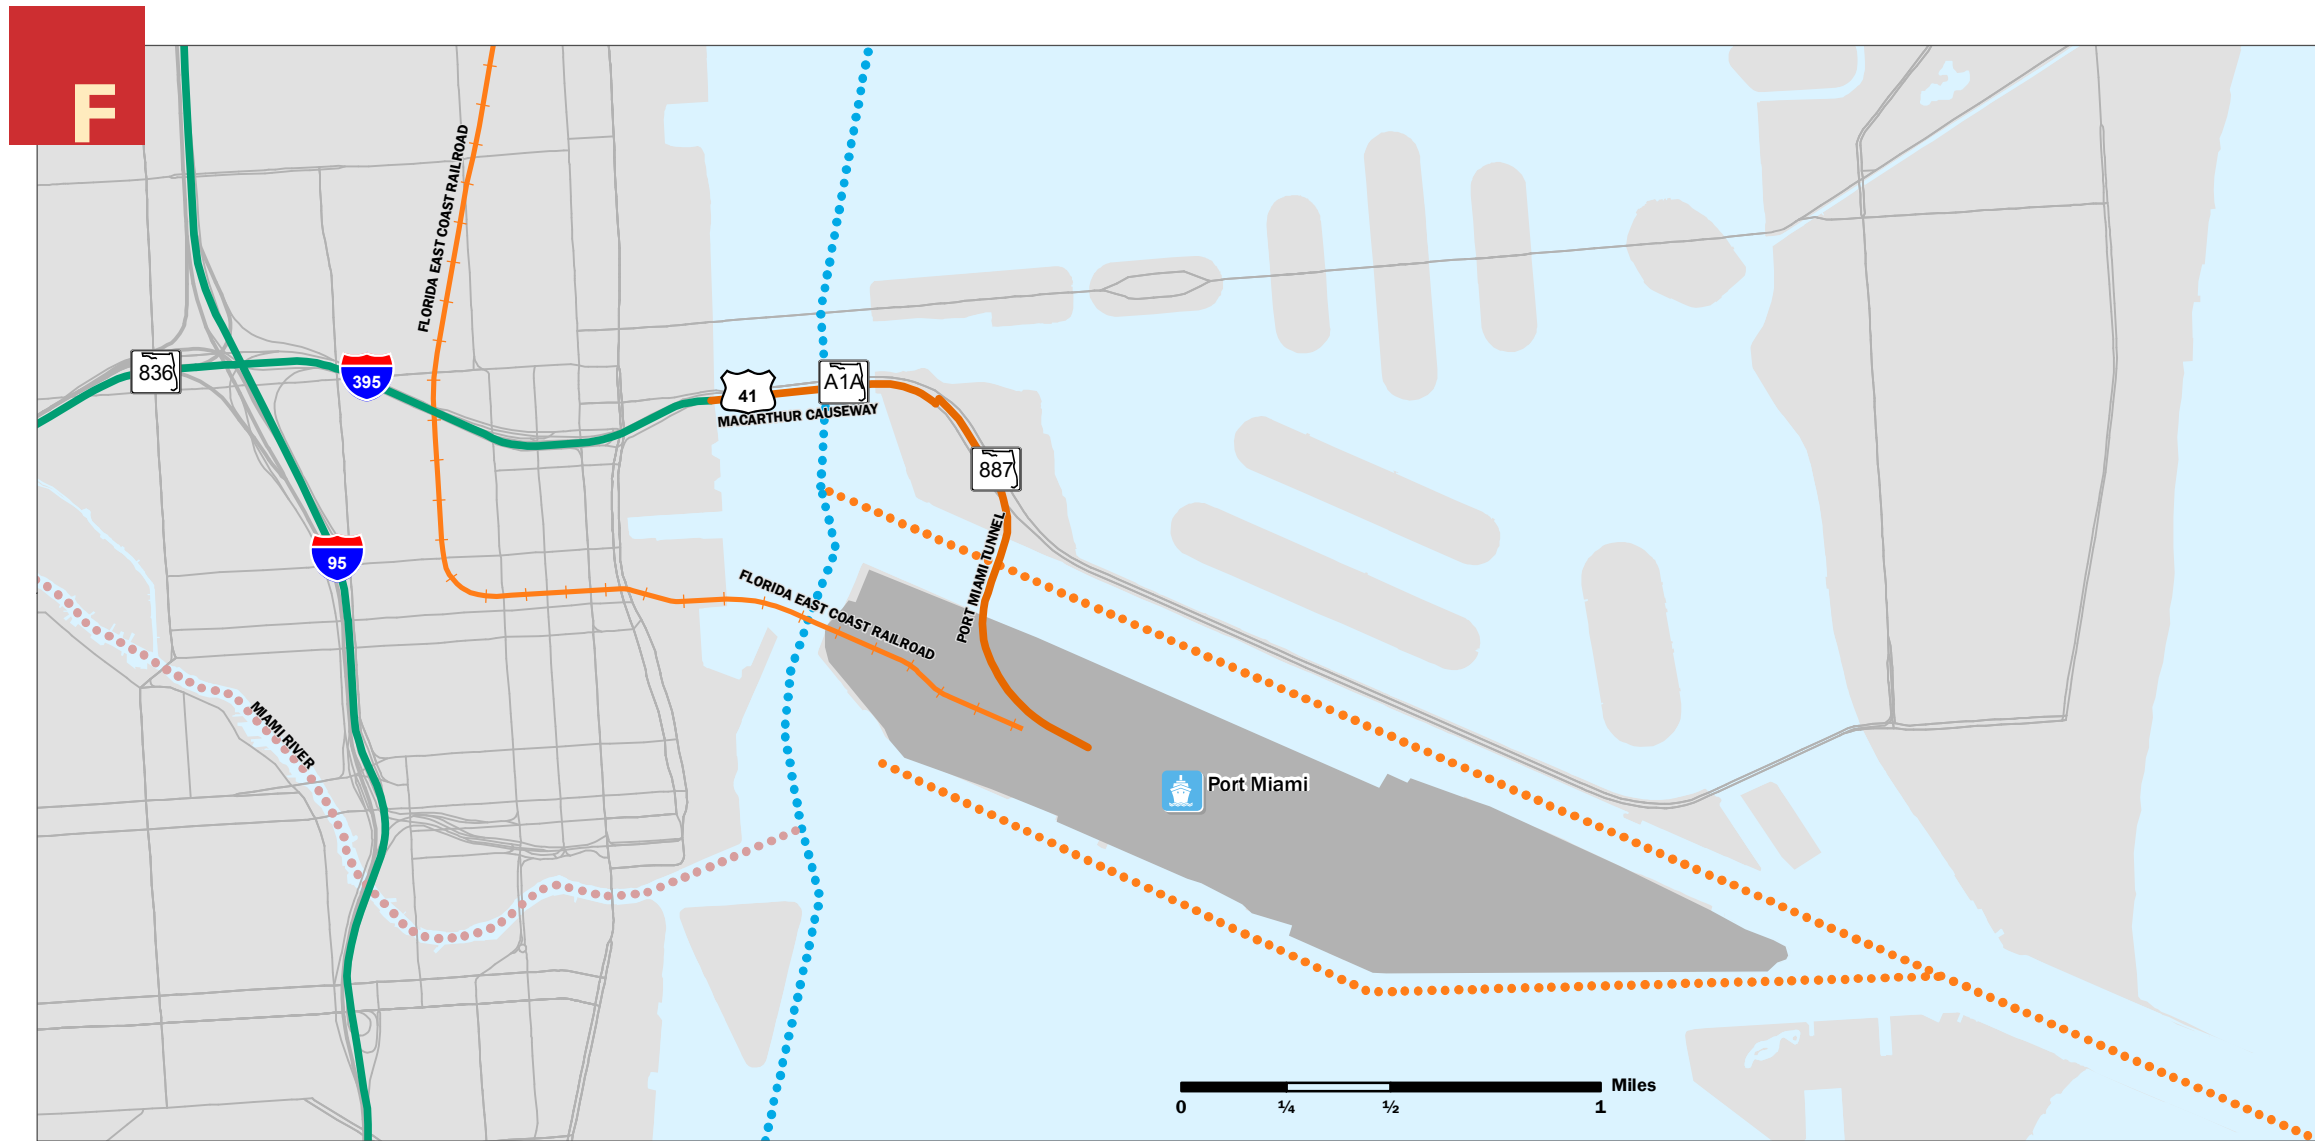 F
FLORIDA EAST COAST RAILROAD
836
395
41
A1A
MACARTHUR CAUSEWAY
887
95
PORT MIAMI TUNNEL
FLORIDA EAST COAST RAILROAD
MIAMI RIVER
Port Miami
Miles
0 ¼ ½ 1